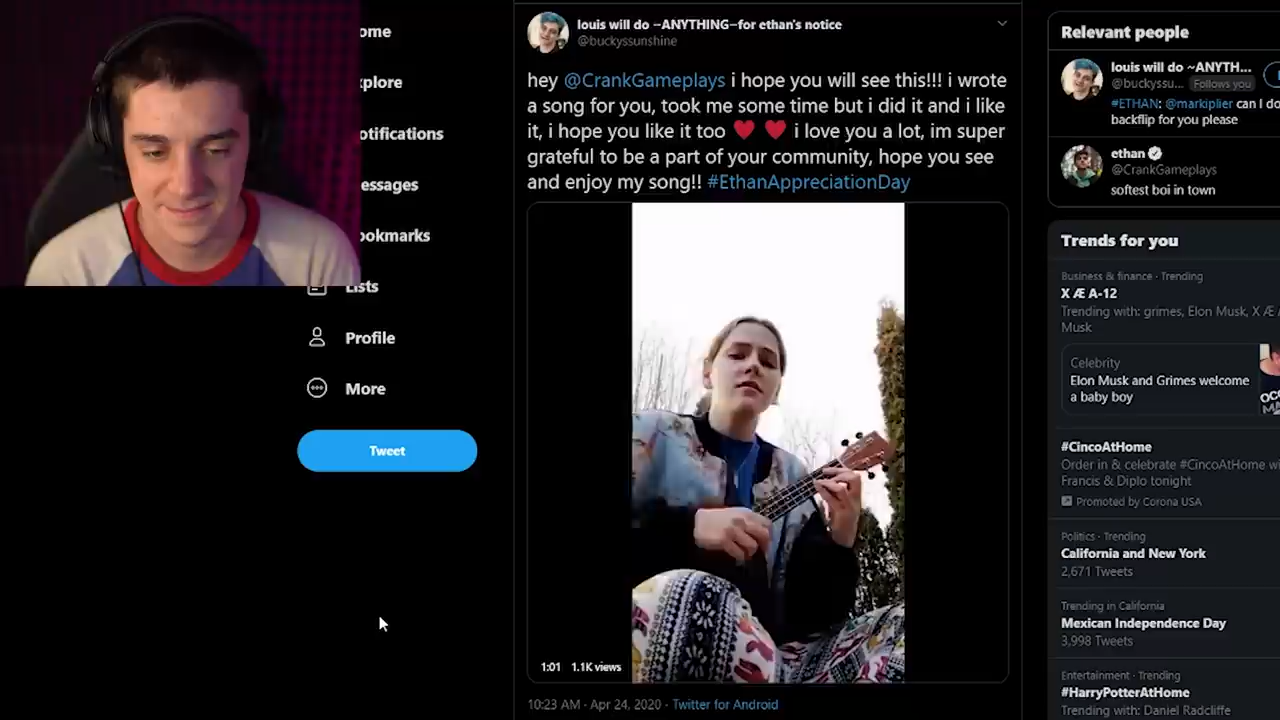 ome
xplore
otifications
essages
ookmarks
Lists
Profile
More
Tweet
louis will do ~ANYTHING~for ethan's notice
@buckyssunshine
hey @CrankGameplays i hope you will see this!!! i wrote
a song for you, took me some time but i did it and i like
it, i hope you like it too ♥ ♥ i love you a lot, im super
grateful to be a part of your community, hope you see
and enjoy my song!! #EthanAppreciationDay
1:01 1.1K views
10:23 AM · Apr 24, 2020 · Twitter for Android
Relevant people
louis will do ~ANYTH...
@buckyssu... Follows you
#ETHAN: @markiplier can I do
backflip for you please
ethan
@CrankGameplays
softest boi in town
Trends for you
Business & finance · Trending
X Æ A-12
Trending with: grimes, Elon Musk, X Æ
Musk
Celebrity
Elon Musk and Grimes welcome
a baby boy
#CincoAtHome
Order in & celebrate #CincoAtHome wi
Francis & Diplo tonight
Promoted by Corona USA
Politics · Trending
California and New York
2,671 Tweets
Trending in California
Mexican Independence Day
3,998 Tweets
Entertainment · Trending
#HarryPotterAtHome
Trending with: Daniel Radcliffe